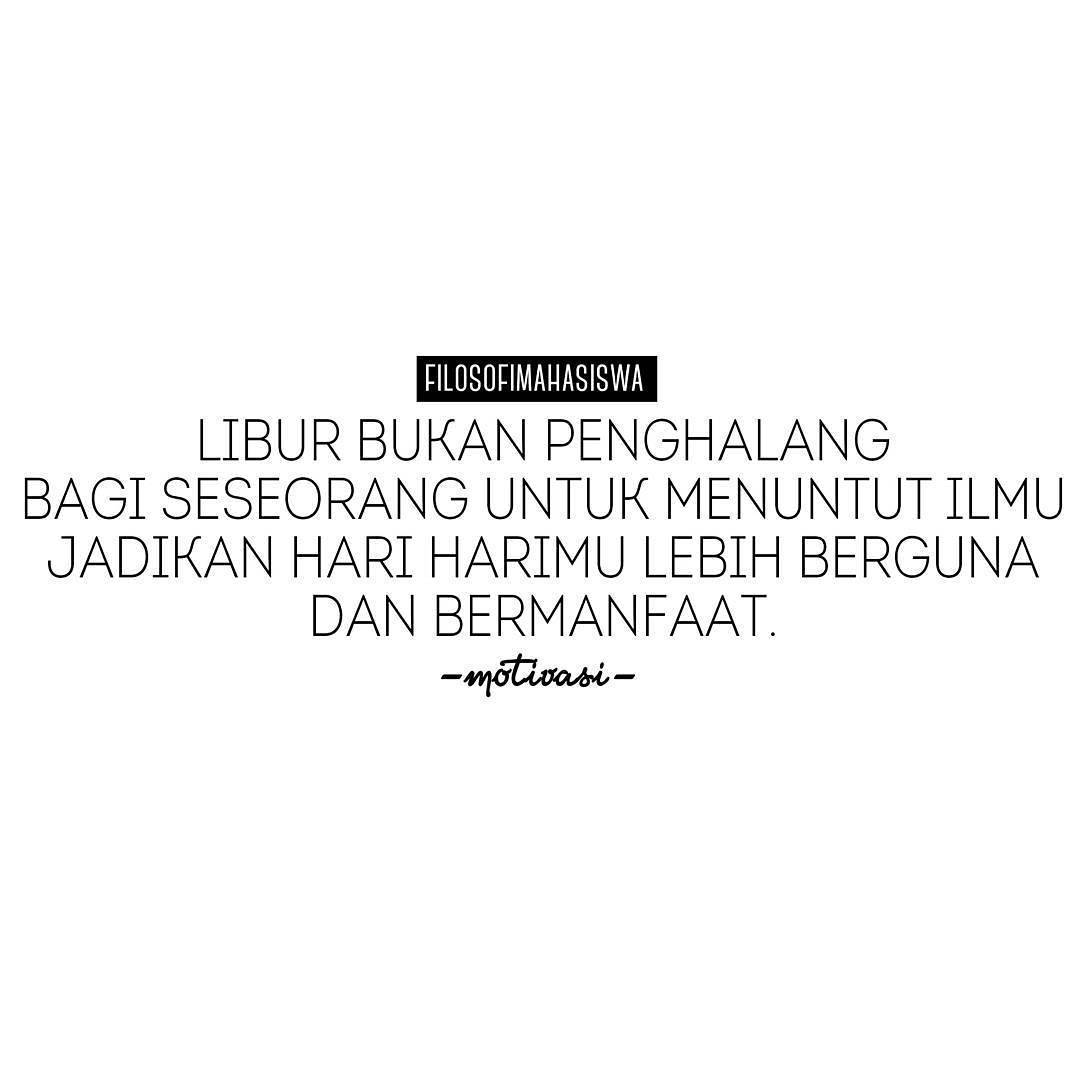 FILOSOFIMAHASISWA
LIBUR BUKAN PENGHALANG
BAGI SESEORANG UNTUK MENUNTUT ILMU
JADIKAN HARI HARIMU LEBIH BERGUNA
DAN BERMANFAAT.
-motivasi-